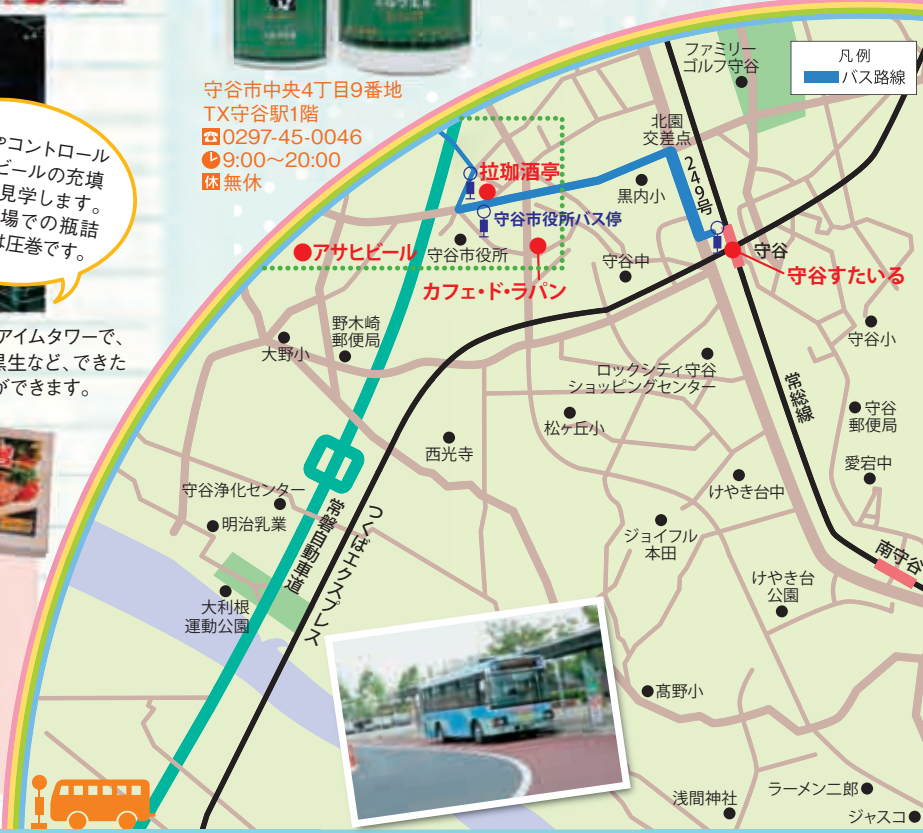 守谷市中央4丁目9番地
TX守谷駅1階
☎0297-45-0046
9:00～20:00
休 無休
コントロール
ビールの充填
見学します。
場での瓶詰
は圧巻です。
アイムタワーで、
黒生など、できた
ができます。
凡例
バス路線
ファミリー
ゴルフ守谷
北園
交差点
249号
拉珈酒亭
黒内小
守谷市役所バス停
アサヒビール
守谷市役所
カフェ・ド・ラパン
守谷中
守谷
守谷すたいる
守谷小
大野小
野木崎
郵便局
ロックシティ守谷
ショッピングセンター
常総線
守谷
郵便局
松ヶ丘小
西光寺
愛宕中
けやき台中
守谷浄化センター
明治乳業
常磐自動車道
つくばエクスプレス
ジョイフル
本田
南守谷
けやき台
公園
大利根
運動公園
高野小
浅間神社
ラーメン二郎
ジャスコ